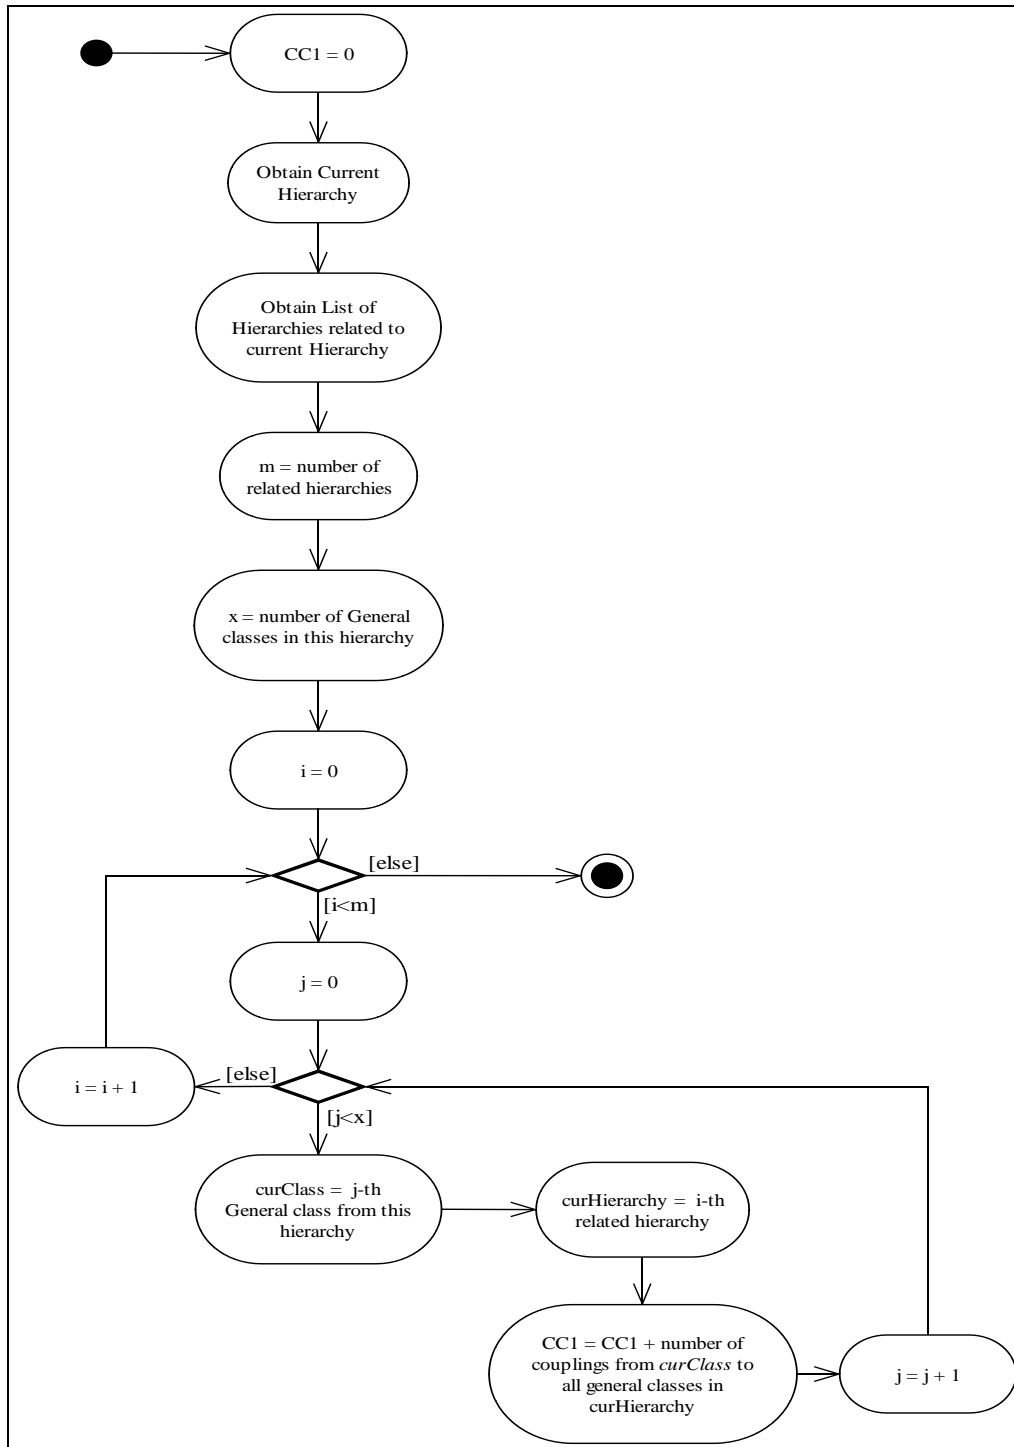 CC1 = 0
Obtain Current
Hierarchy
Obtain List of
Hierarchies related to
current Hierarchy
m = number of
related hierarchies
x = number of General
classes in this hierarchy
i = 0
[else]
[i<m]
j = 0
[else]
i = i + 1
[j<x]
curClass = j-th
General class from this
hierarchy
curHierarchy = i-th
related hierarchy
CC1 = CC1 + number of
couplings from curClass to
all general classes in
curHierarchy
j = j + 1